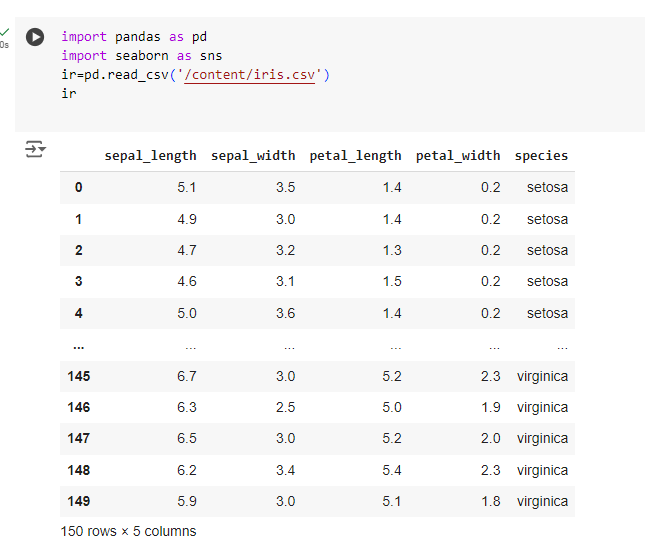 0s
import pandas as pd
import seaborn as sns
ir=pd.read_csv('/content/iris.csv')
ir
sepal_length sepal_width petal_length petal_width species
0 5.1 3.5 1.4 0.2 setosa
1 4.9 3.0 1.4 0.2 setosa
2 4.7 3.2 1.3 0.2 setosa
3 4.6 3.1 1.5 0.2 setosa
4 5.0 3.6 1.4 0.2 setosa
... ... ... ... ... ...
145 6.7 3.0 5.2 2.3 virginica
146 6.3 2.5 5.0 1.9 virginica
147 6.5 3.0 5.2 2.0 virginica
148 6.2 3.4 5.4 2.3 virginica
149 5.9 3.0 5.1 1.8 virginica
150 rows × 5 columns